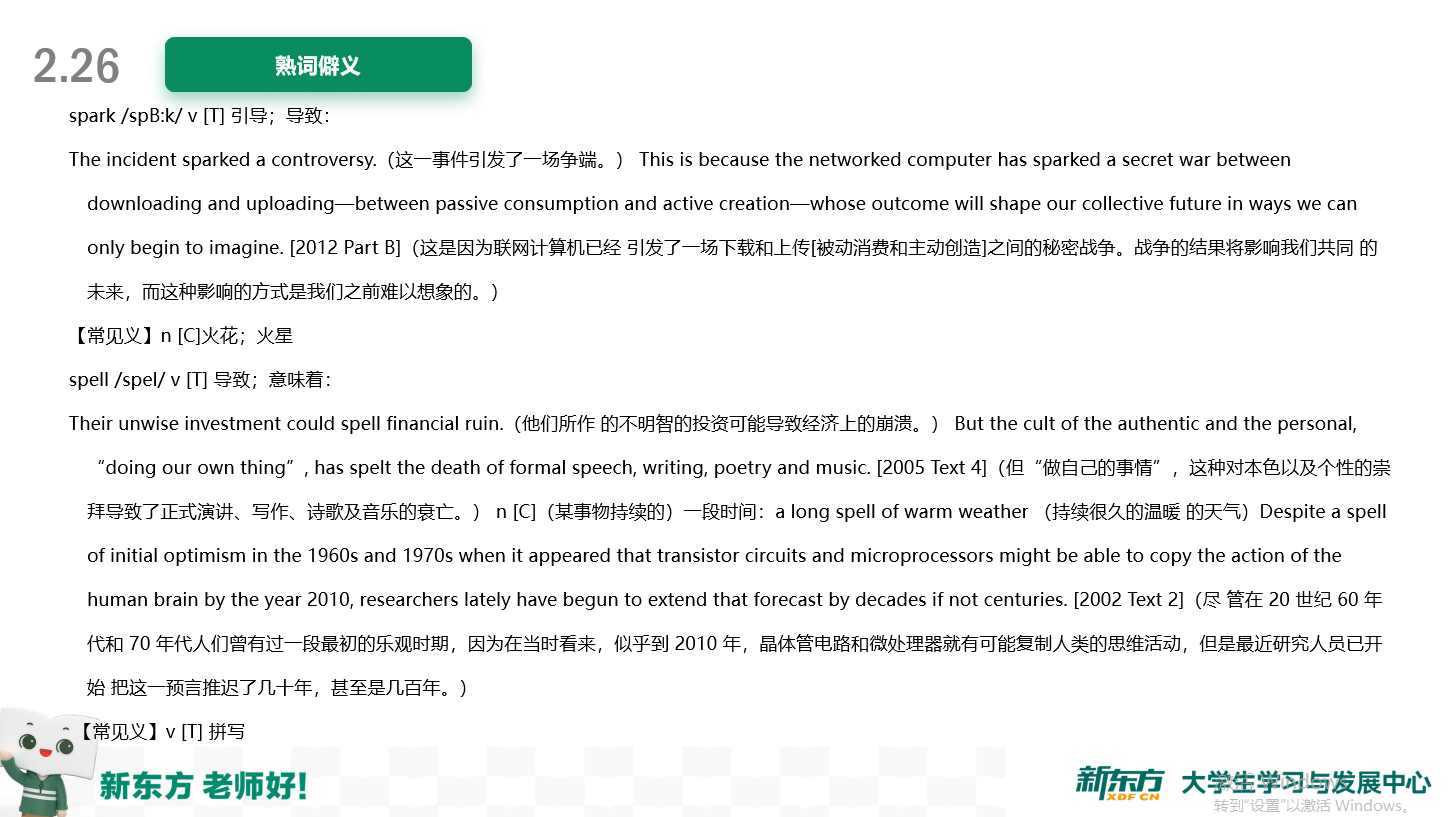 2.26
熟词僻义
spark /spB:k/ v [T] 引导；导致：
The incident sparked a controversy.（这一事件引发了一场争端。） This is because the networked computer has sparked a secret war between
downloading and uploading—between passive consumption and active creation—whose outcome will shape our collective future in ways we can
only begin to imagine. [2012 Part B]（这是因为联网计算机已经 引发了一场下载和上传[被动消费和主动创造]之间的秘密战争。战争的结果将影响我们共同 的
未来，而这种影响的方式是我们之前难以想象的。）
【常见义】n [C]火花；火星
spell /spel/ v [T] 导致；意味着：
Their unwise investment could spell financial ruin.（他们所作 的不明智的投资可能导致经济上的崩溃。） But the cult of the authentic and the personal,
“doing our own thing”, has spelt the death of formal speech, writing, poetry and music. [2005 Text 4]（但“做自己的事情”，这种对本色以及个性的崇
拜导致了正式演讲、写作、诗歌及音乐的衰亡。） n [C]（某事物持续的）一段时间：a long spell of warm weather （持续很久的温暖 的天气）Despite a spell
of initial optimism in the 1960s and 1970s when it appeared that transistor circuits and microprocessors might be able to copy the action of the
human brain by the year 2010, researchers lately have begun to extend that forecast by decades if not centuries. [2002 Text 2]（尽 管在 20 世纪 60 年
代和 70 年代人们曾有过一段最初的乐观时期，因为在当时看来，似乎到 2010 年，晶体管电路和微处理器就有可能复制人类的思维活动，但是最近研究人员已开
始 把这一预言推迟了几十年，甚至是几百年。）
【常见义】v [T] 拼写
新东方 老师好!
新东方 XDF.CN 大学生学习与发展中心
激活 Windows
转到“设置”以激活 Windows。